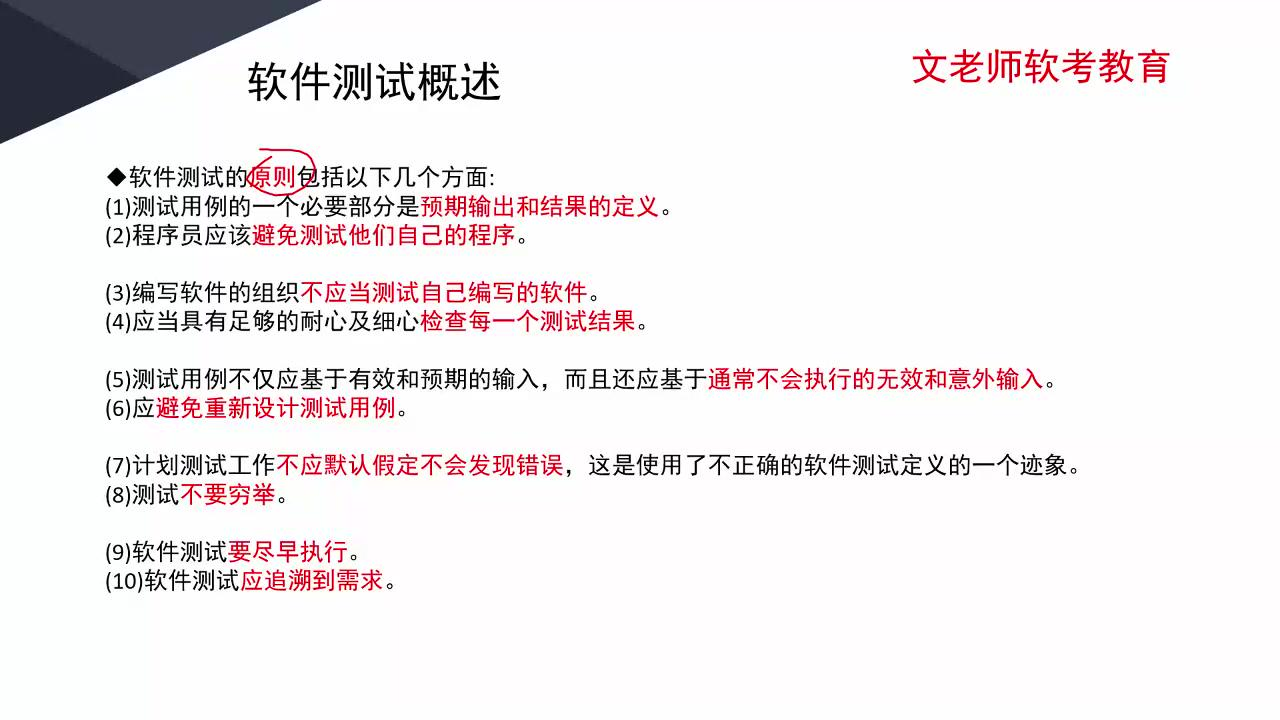 软件测试概述
文老师软考教育
◆软件测试的原则包括以下几个方面:
(1)测试用例的一个必要部分是预期输出和结果的定义。
(2)程序员应该避免测试他们自己的程序。
(3)编写软件的组织不应当测试自己编写的软件。
(4)应当具有足够的耐心及细心检查每一个测试结果。
(5)测试用例不仅应基于有效和预期的输入，而且还应基于通常不会执行的无效和意外输入。
(6)应避免重新设计测试用例。
(7)计划测试工作不应默认假定不会发现错误，这是使用了不正确的软件测试定义的一个迹象。
(8)测试不要穷举。
(9)软件测试要尽早执行。
(10)软件测试应追溯到需求。